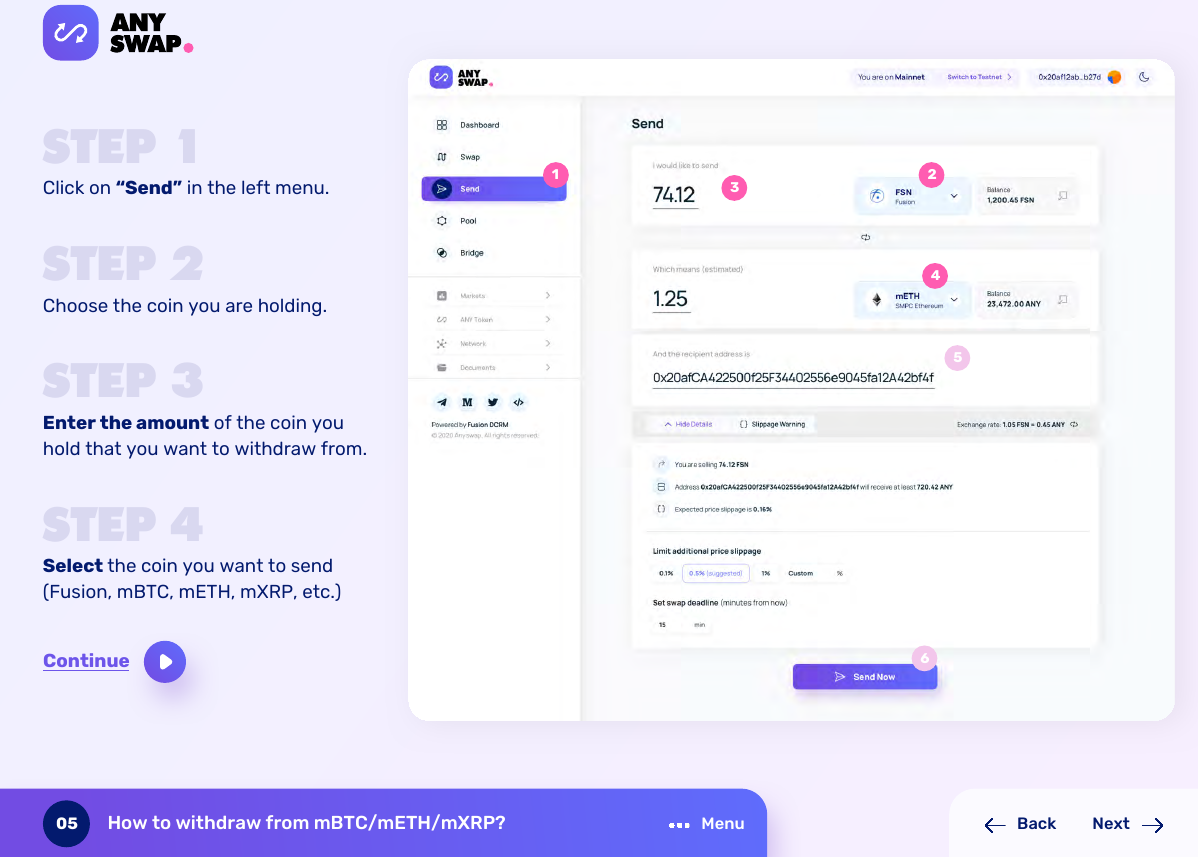 ANY
SWAP.
STEP 1
Click on “Send” in the left menu.
STEP 2
Choose the coin you are holding.
STEP 3
Enter the amount of the coin you
hold that you want to withdraw from.
STEP 4
Select the coin you want to send
(Fusion, mBTC, mETH, mXRP, etc.)
Continue
ANY
SWAP.
You are on Mainnet
Switch to Testnet
0x20af12ab...b27d
Dashboard
Swap
Send
1
Pool
Bridge
Markets
ANY Token
Network
Documents
Powered by Fusion DCRM
© 2020 Anyswap. All rights reserved.
Send
I would like to send
74.12
3
2
FSN
Fusion
Balance
1,200.45 FSN
Which means (estimated)
1.25
4
mETH
SMPC Ethereum
Balance
23,472.00 ANY
And the recipient address is
5
0x20afCA422500f25F34402556e9045fa12A42bf4f
Hide Details
{} Slippage Warning
Exchange rate: 1.05 FSN = 0.45 ANY
You are selling 74.12 FSN
Address 0x20afCA422500f25F34402556e9045fa12A42bf4f will receive at least 720.42 ANY
{} Expected price slippage is 0.16%
Limit additional price slippage
0.1%
0.5% (suggested)
1%
Custom %
Set swap deadline (minutes from now)
15 min
6
Send Now
05
How to withdraw from mBTC/mETH/mXRP?
Menu
Back
Next